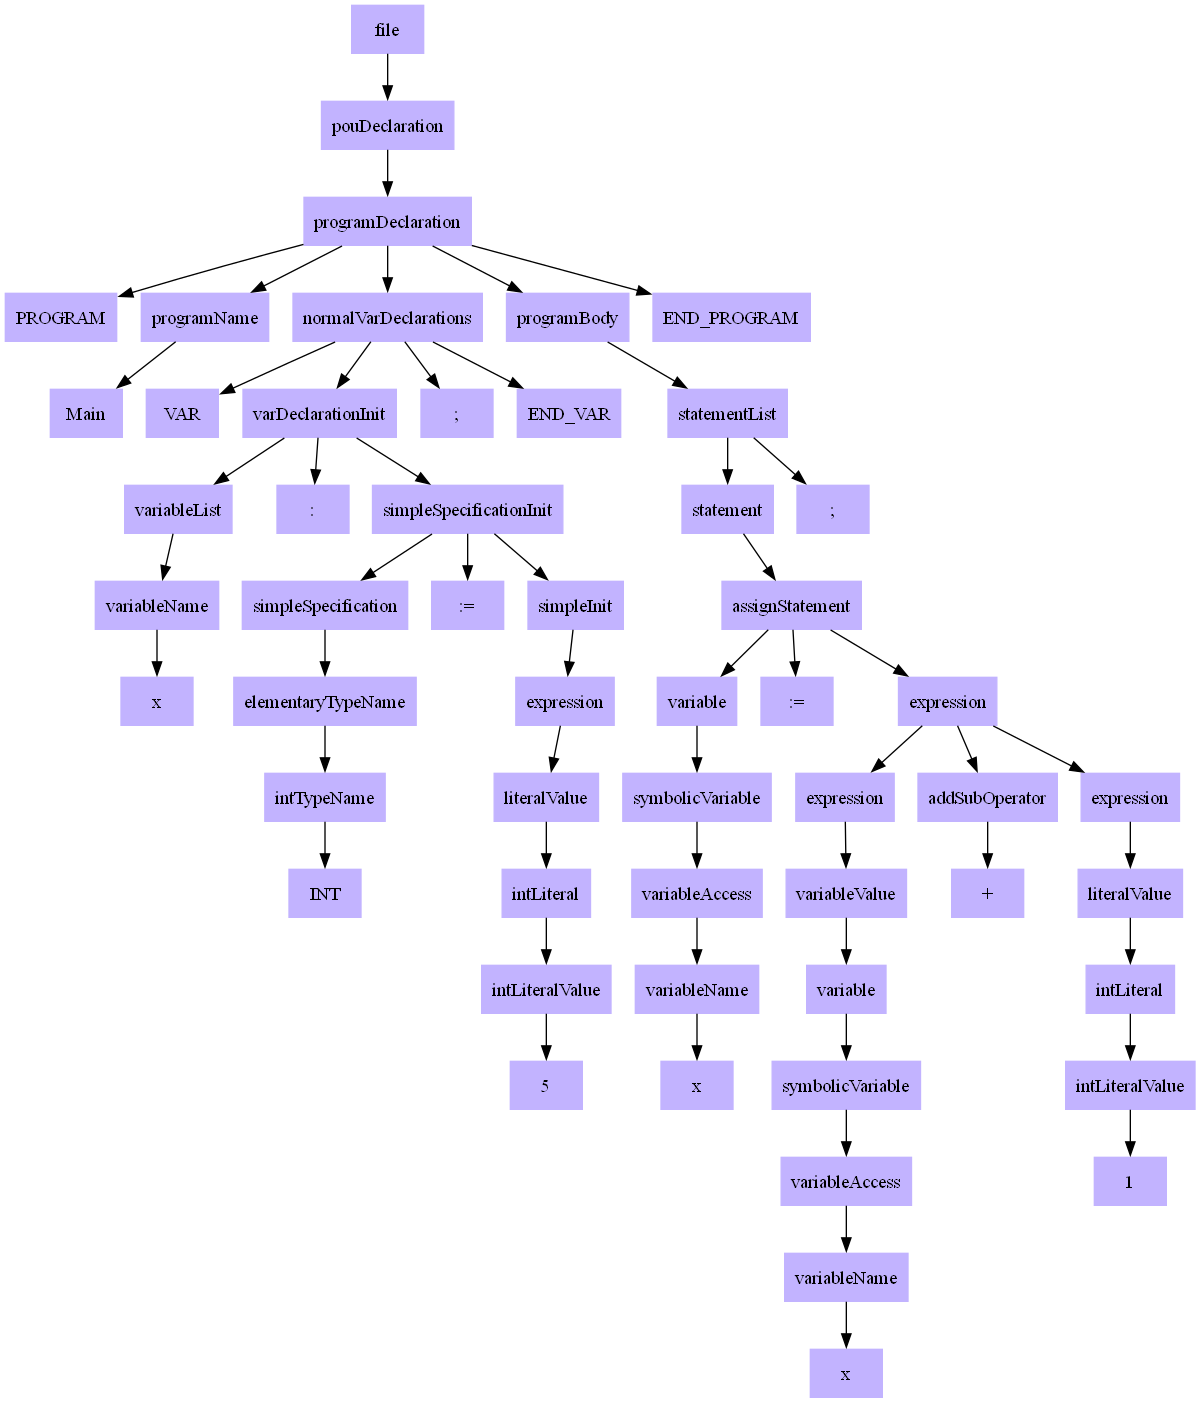 file
pouDeclaration
programDeclaration
PROGRAM
programName
normalVarDeclarations
programBody
END_PROGRAM
Main
VAR
varDeclarationInit
;
END_VAR
statementList
variableList
:
simpleSpecificationInit
statement
;
variableName
simpleSpecification
:=
simpleInit
assignStatement
x
elementaryTypeName
expression
variable
:=
expression
intTypeName
literalValue
symbolicVariable
expression
addSubOperator
expression
INT
intLiteral
variableAccess
variableValue
+
literalValue
intLiteralValue
variableName
variable
intLiteral
5
x
symbolicVariable
intLiteralValue
variableAccess
1
variableName
x